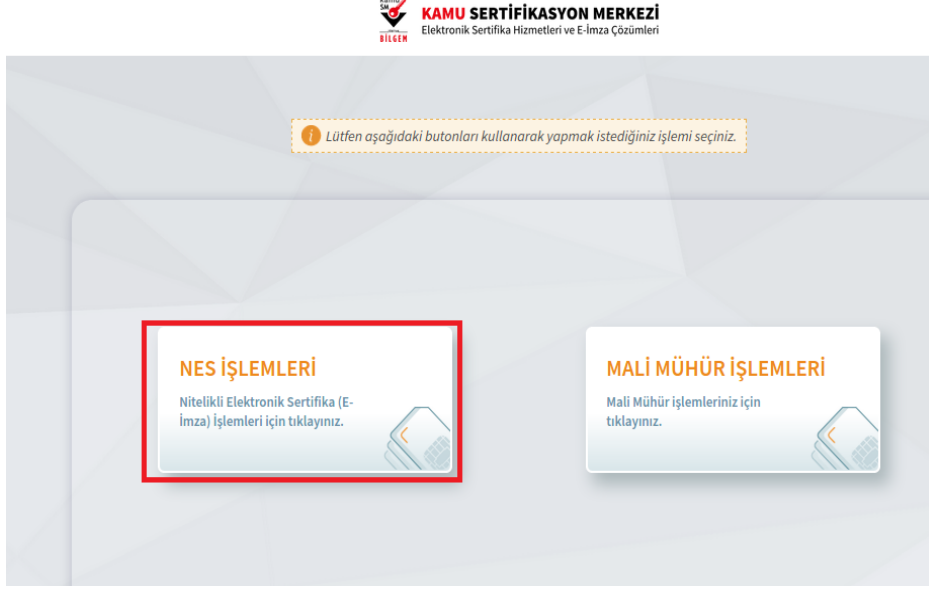 SM
BİLGEM
KAMU SERTİFİKASYON MERKEZİ
Elektronik Sertifika Hizmetleri ve E-İmza Çözümleri
i Lütfen aşağıdaki butonları kullanarak yapmak istediğiniz işlemi seçiniz.
NES İŞLEMLERİ
Nitelikli Elektronik Sertifika (E-
İmza) İşlemleri için tıklayınız.
MALİ MÜHÜR İŞLEMLERİ
Mali Mühür işlemleriniz için
tıklayınız.